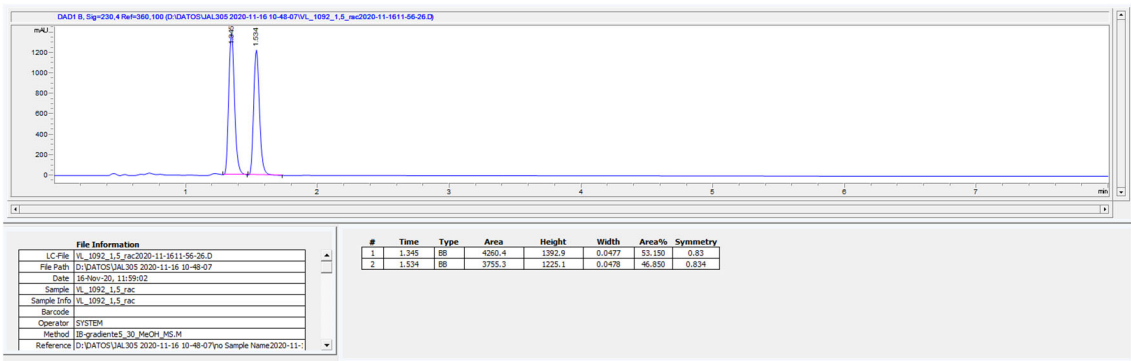 DAD1 B, Sig=230,4 Ref=360,100 (D:\DATOS\JAL305 2020-11-16 10-48-07\VL_1092_1,5_rac2020-11-1611-56-26.D)
mAU
1.345
1.534
1200
1000
800
600
400
200
0
1 2 3 4 5 6 7 min
File Information
LC-File VL_1092_1,5_rac2020-11-1611-56-26.D
File Path D:\DATOS\JAL305 2020-11-16 10-48-07
Date 16-Nov-20, 11:59:02
Sample VL_1092_1,5_rac
Sample Info VL_1092_1,5_rac
Barcode
Operator SYSTEM
Method IB-gradiente5_30_MeOH_MS.M
Reference D:\DATOS\JAL305 2020-11-16 10-48-07\no Sample Name2020-11-
# Time Type Area Height Width Area% Symmetry
1 1.345 BB 4260.4 1392.9 0.0477 53.150 0.83
2 1.534 BB 3755.3 1225.1 0.0478 46.850 0.834